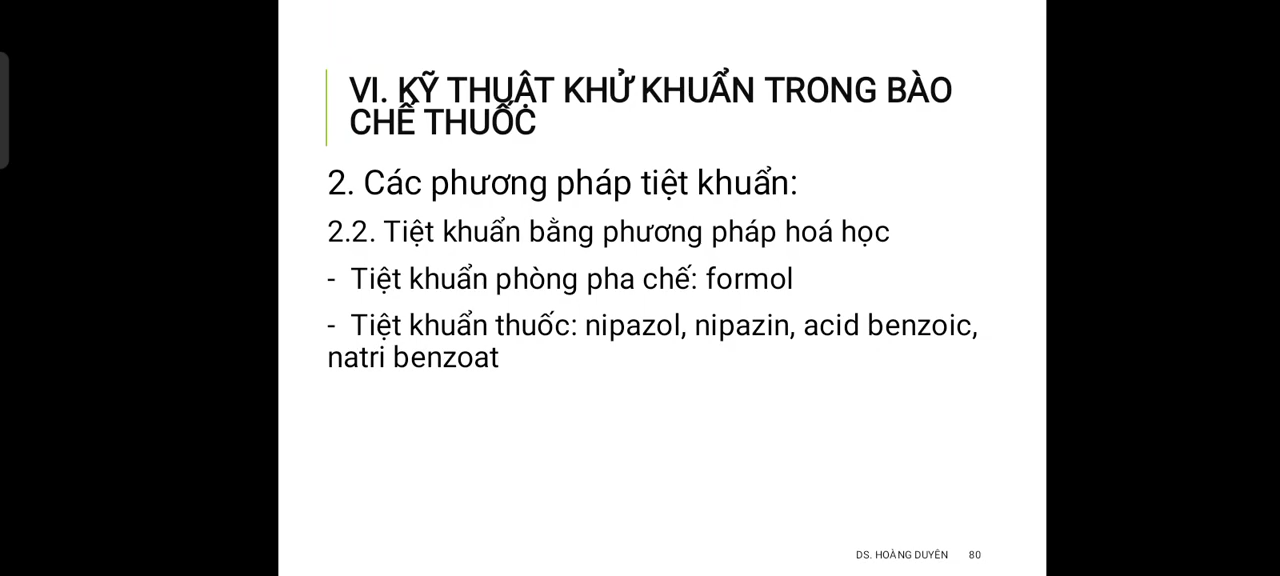 VI. KỸ THUẬT KHỬ KHUẨN TRONG BÀO
CHẾ THUỐC
2. Các phương pháp tiệt khuẩn:
2.2. Tiệt khuẩn bằng phương pháp hoá học
- Tiệt khuẩn phòng pha chế: formol
- Tiệt khuẩn thuốc: nipazol, nipazin, acid benzoic,
natri benzoat
DS. HOÀNG DUYÊN 80